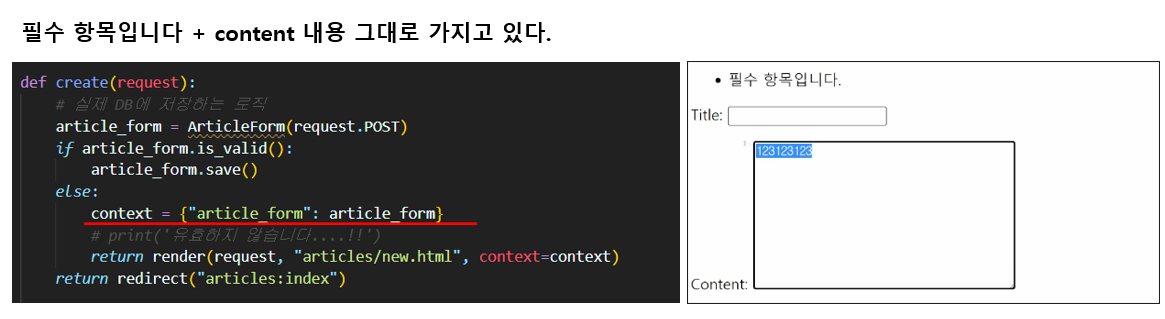 필수 항목입니다 + content 내용 그대로 가지고 있다.
def create(request):
    # 실제 DB에 저장하는 로직
    article_form = ArticleForm(request.POST)
    if article_form.is_valid():
        article_form.save()
    else:
        context = {"article_form": article_form}
        # print('유효하지 않습니다....!!')
        return render(request, "articles/new.html", context=context)
    return redirect("articles:index")
• 필수 항목입니다.
Title:
123123123
Content: